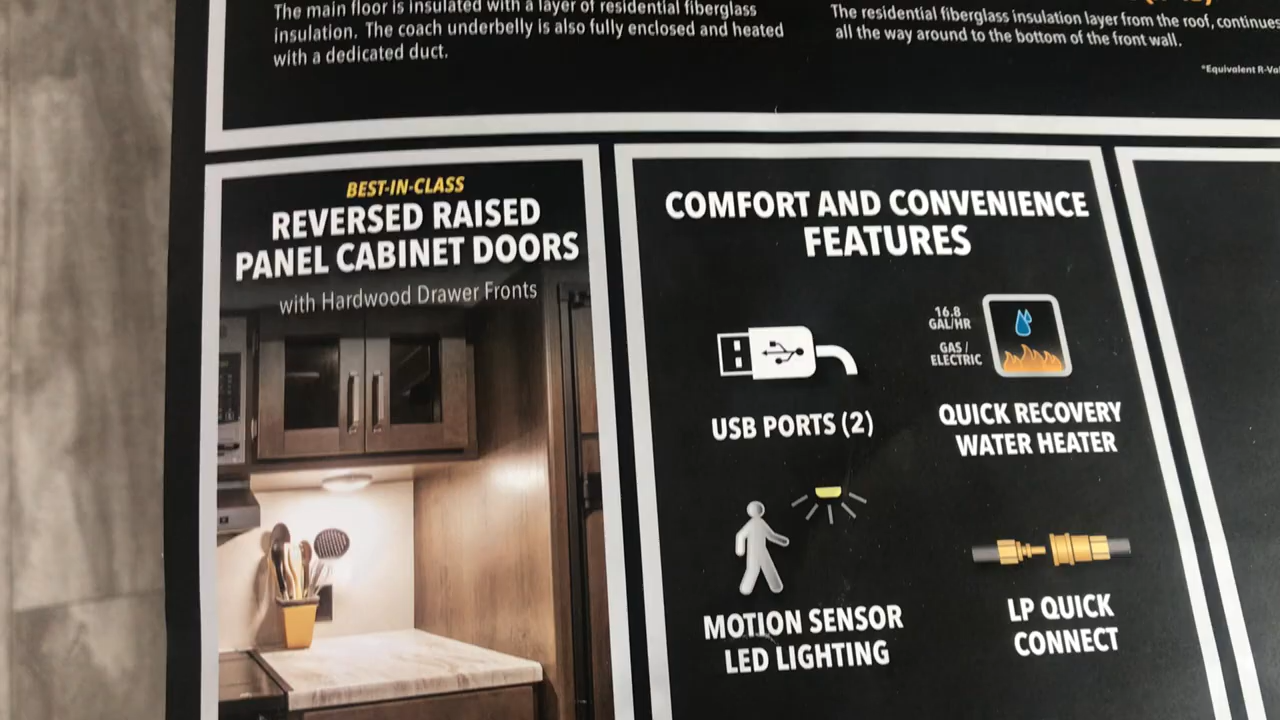 The main floor is insulated with a layer of residential fiberglass
insulation. The coach underbelly is also fully enclosed and heated
with a dedicated duct.
The residential fiberglass insulation layer from the roof, continues
all the way around to the bottom of the front wall.
*Equivalent
BEST-IN-CLASS
REVERSED RAISED
PANEL CABINET DOORS
with Hardwood Drawer Fronts
COMFORT AND CONVENIENCE
FEATURES
16.8
GAL/HR
GAS /
ELECTRIC
USB PORTS (2)
QUICK RECOVERY
WATER HEATER
MOTION SENSOR
LED LIGHTING
LP QUICK
CONNECT